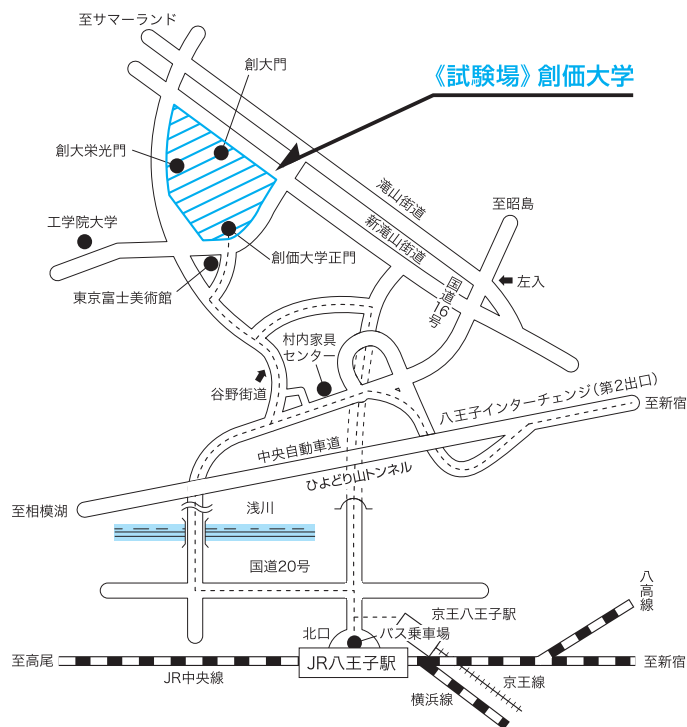 至サマーランド
創大門
《試験場》創価大学
創大栄光門
滝山街道
至昭島
工学院大学
新滝山街道
創価大学正門
国道16号
左入
東京富士美術館
村内家具
センター
谷野街道
八王子インターチェンジ(第2出口)
至新宿
中央自動車道
ひよどり山トンネル
至相模湖
浅川
国道20号
八高線
京王八王子駅
北口
バス乗車場
至高尾
JR八王子駅
至新宿
JR中央線
京王線
横浜線